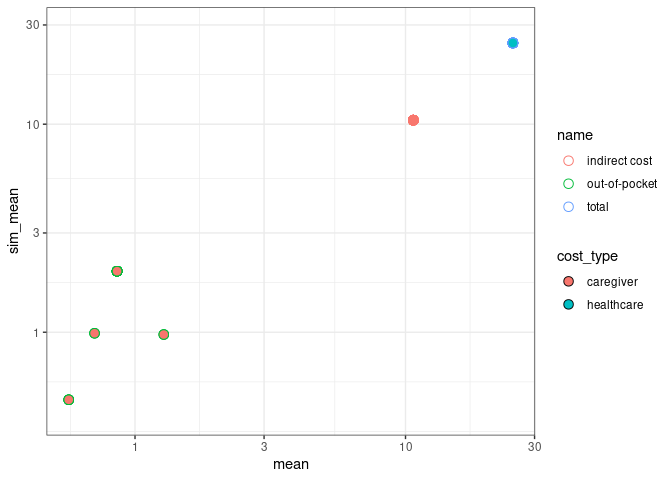 30
10
3
1
sim_mean
1
3
10
30
mean
name
indirect cost
out-of-pocket
total
cost_type
caregiver
healthcare